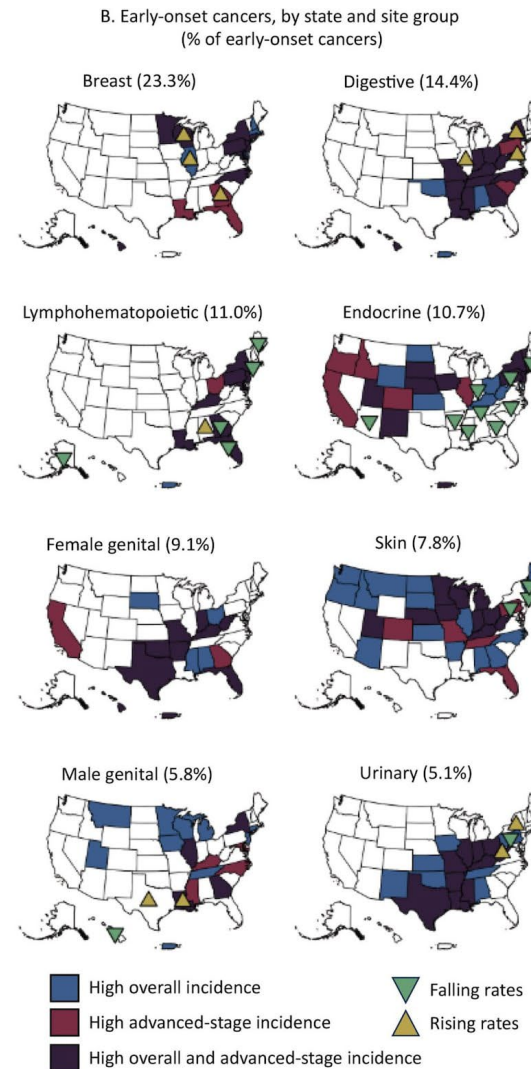 B. Early-onset cancers, by state and site group
(% of early-onset cancers)
Breast (23.3%)
Digestive (14.4%)
Lymphohematopoietic (11.0%)
Endocrine (10.7%)
Female genital (9.1%)
Skin (7.8%)
Male genital (5.8%)
Urinary (5.1%)
High overall incidence
High advanced-stage incidence
High overall and advanced-stage incidence
Falling rates
Rising rates